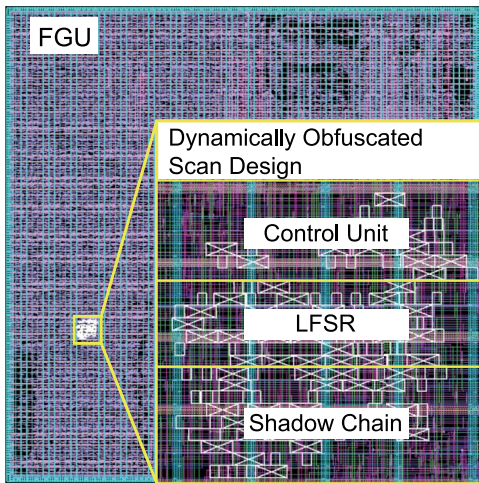 FGU
Dynamically Obfuscated
Scan Design
Control Unit
LFSR
Shadow Chain